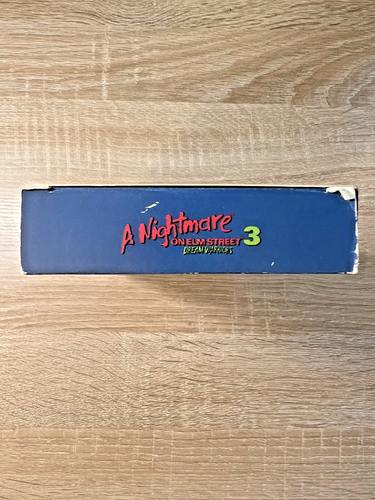 A Nightmare
ON ELM STREET 3
DREAM WARRIORS